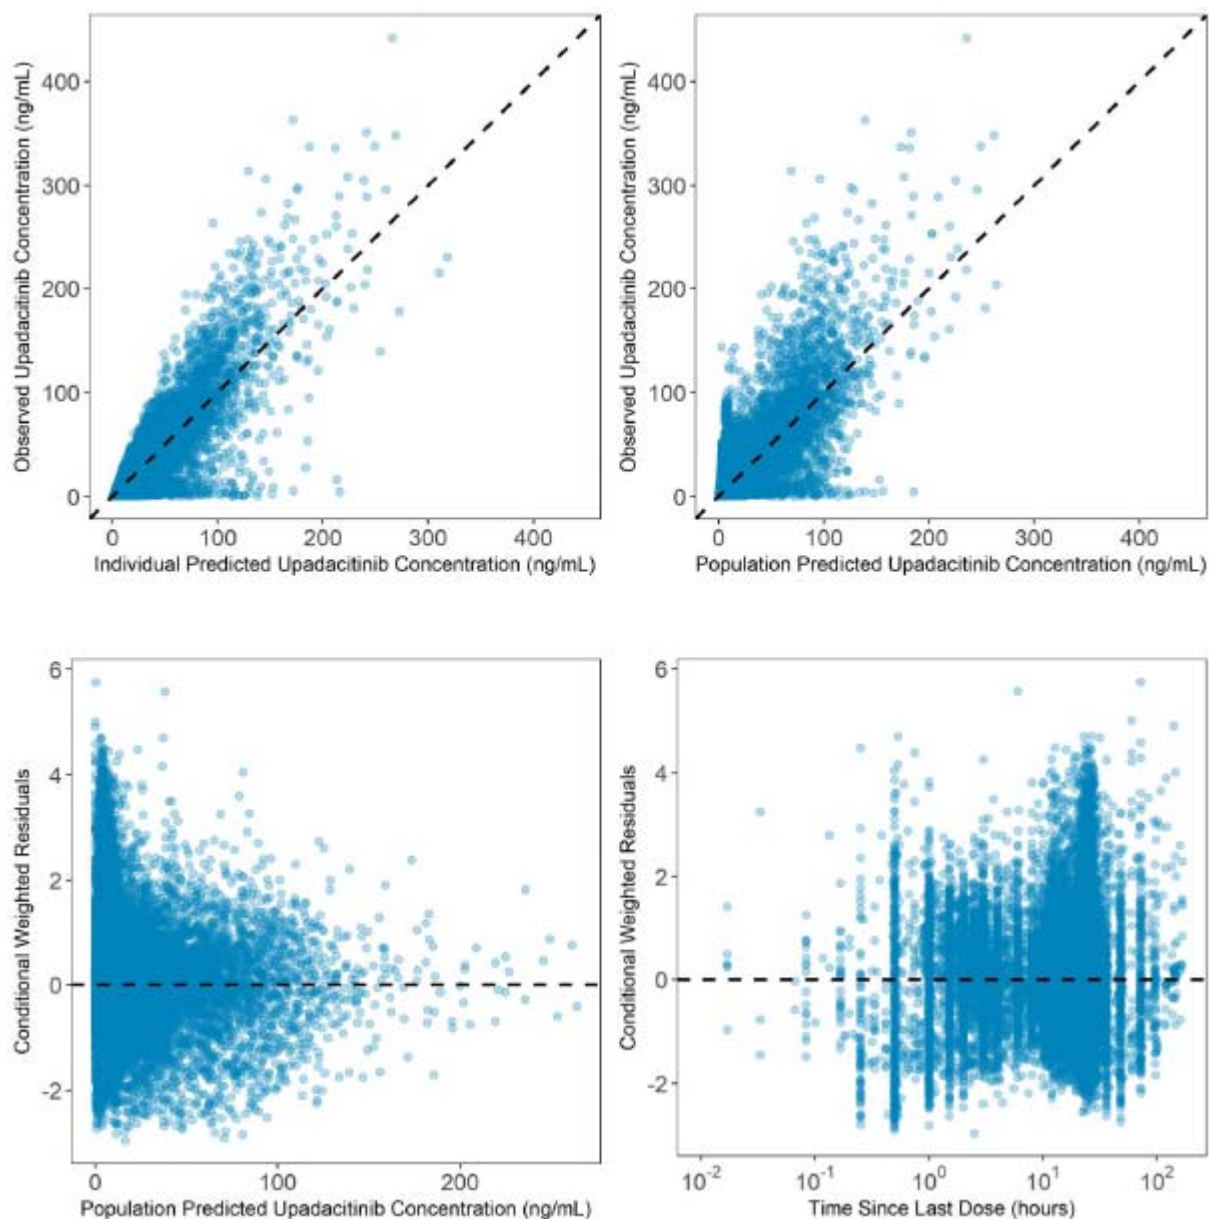 Observed Upadacitinib Concentration (ng/mL)
400
300
200
100
0
0 100 200 300 400
Individual Predicted Upadacitinib Concentration (ng/mL)
Observed Upadacitinib Concentration (ng/mL)
400
300
200
100
0
0 100 200 300 400
Population Predicted Upadacitinib Concentration (ng/mL)
Conditional Weighted Residuals
6
4
2
0
-2
0 100 200
Population Predicted Upadacitinib Concentration (ng/mL)
Conditional Weighted Residuals
6
4
2
0
-2
10⁻² 10⁻¹ 10⁰ 10¹ 10²
Time Since Last Dose (hours)